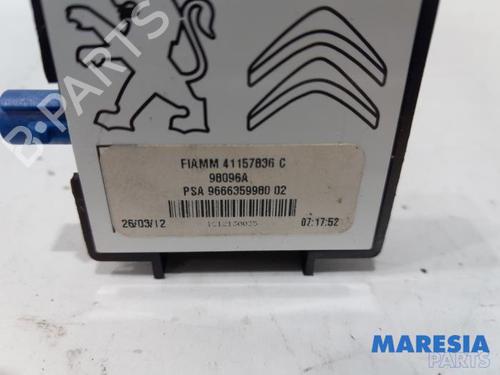 B-PARTS
FIAMM 41157836 C
98096A
PSA 9666359980 02
26/03/12
07:17:52
MARESIA
PARTS